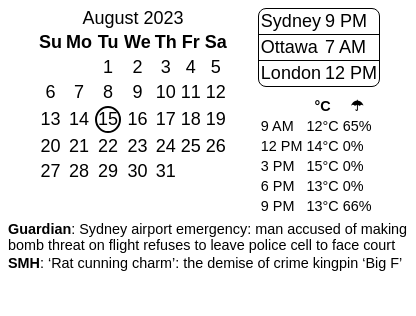 August 2023
Su Mo Tu We Th Fr Sa
1 2 3 4 5
6 7 8 9 10 11 12
13 14 15 16 17 18 19
20 21 22 23 24 25 26
27 28 29 30 31
Sydney 9 PM
Ottawa 7 AM
London 12 PM
°C ☂
9 AM 12°C 65%
12 PM 14°C 0%
3 PM 15°C 0%
6 PM 13°C 0%
9 PM 13°C 66%
Guardian: Sydney airport emergency: man accused of making
bomb threat on flight refuses to leave police cell to face court
SMH: ‘Rat cunning charm’: the demise of crime kingpin ‘Big F’